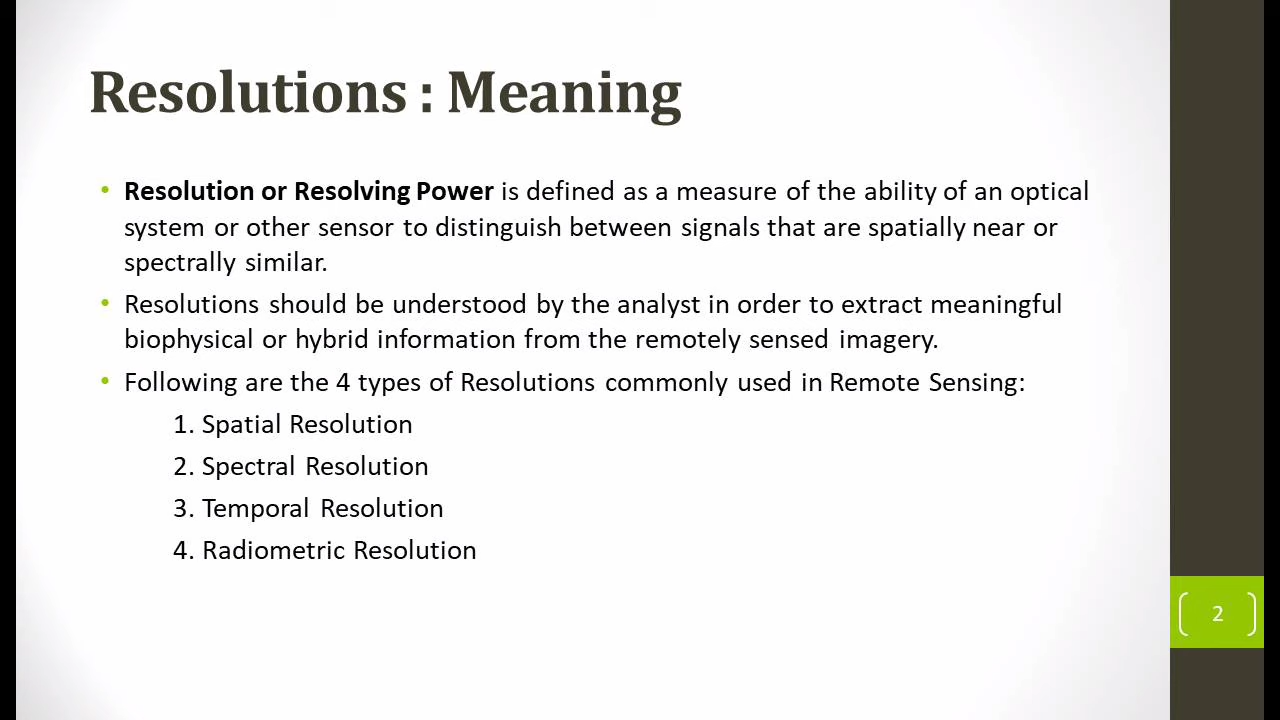 Resolutions : Meaning
• Resolution or Resolving Power is defined as a measure of the ability of an optical
system or other sensor to distinguish between signals that are spatially near or
spectrally similar.
• Resolutions should be understood by the analyst in order to extract meaningful
biophysical or hybrid information from the remotely sensed imagery.
• Following are the 4 types of Resolutions commonly used in Remote Sensing:
1. Spatial Resolution
2. Spectral Resolution
3. Temporal Resolution
4. Radiometric Resolution
2